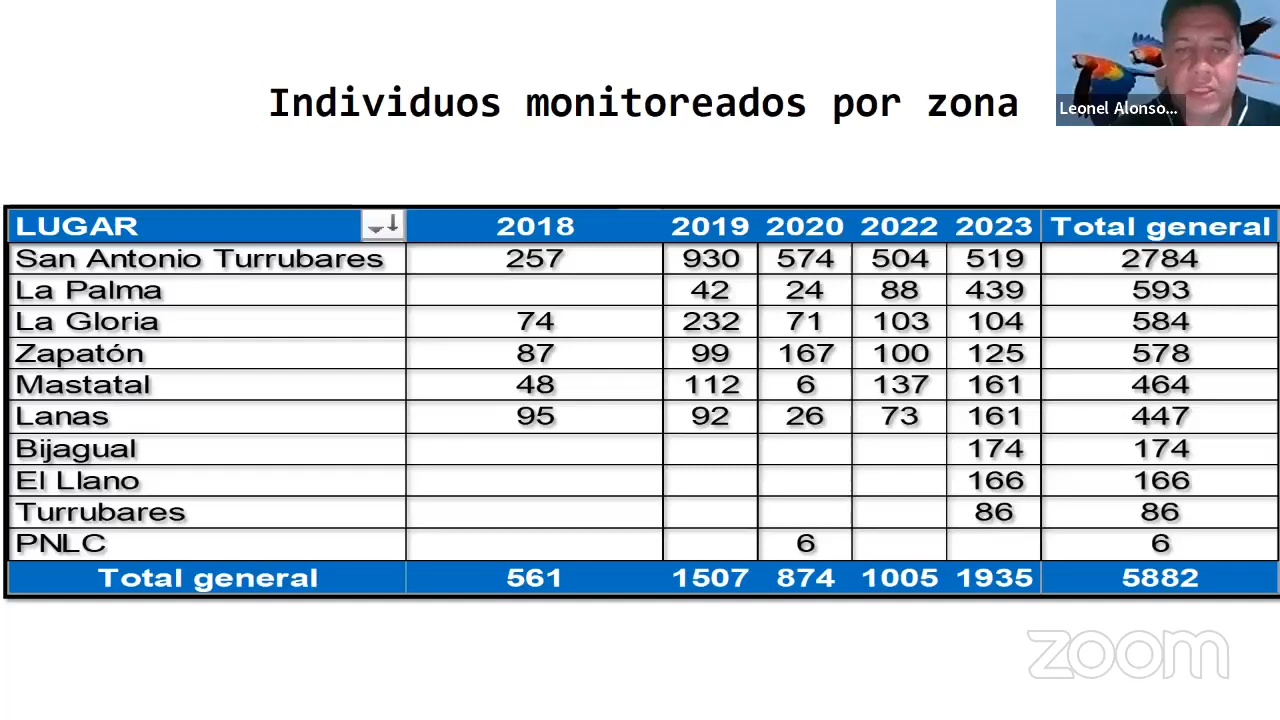 Individuos monitoreados por zona
Leonel Alonso...
LUGAR 2018 2019 2020 2022 2023 Total general
San Antonio Turrubares 257 930 574 504 519 2784
La Palma 42 24 88 439 593
La Gloria 74 232 71 103 104 584
Zapatón 87 99 167 100 125 578
Mastatal 48 112 6 137 161 464
Lanas 95 92 26 73 161 447
Bijagual 174 174
El Llano 166 166
Turrubares 86 86
PNLC 6 6
Total general 561 1507 874 1005 1935 5882
zoom